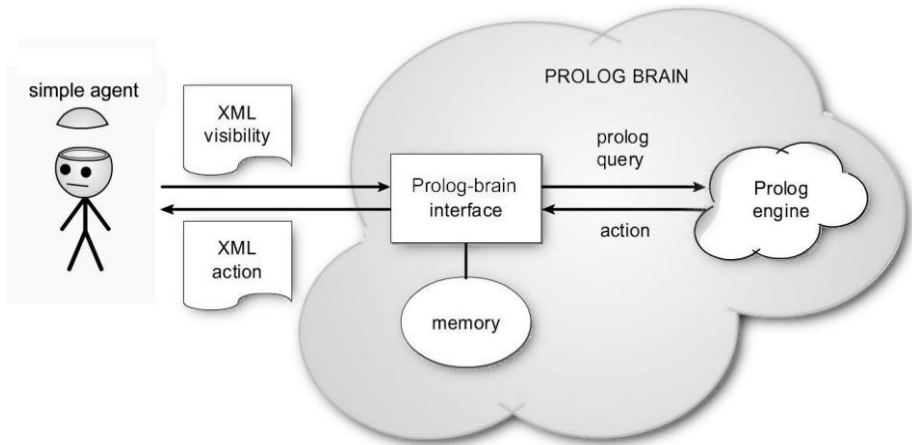 PROLOG BRAIN
simple agent
XML
visibility
prolog
query
Prolog-brain
interface
Prolog
engine
action
XML
action
memory